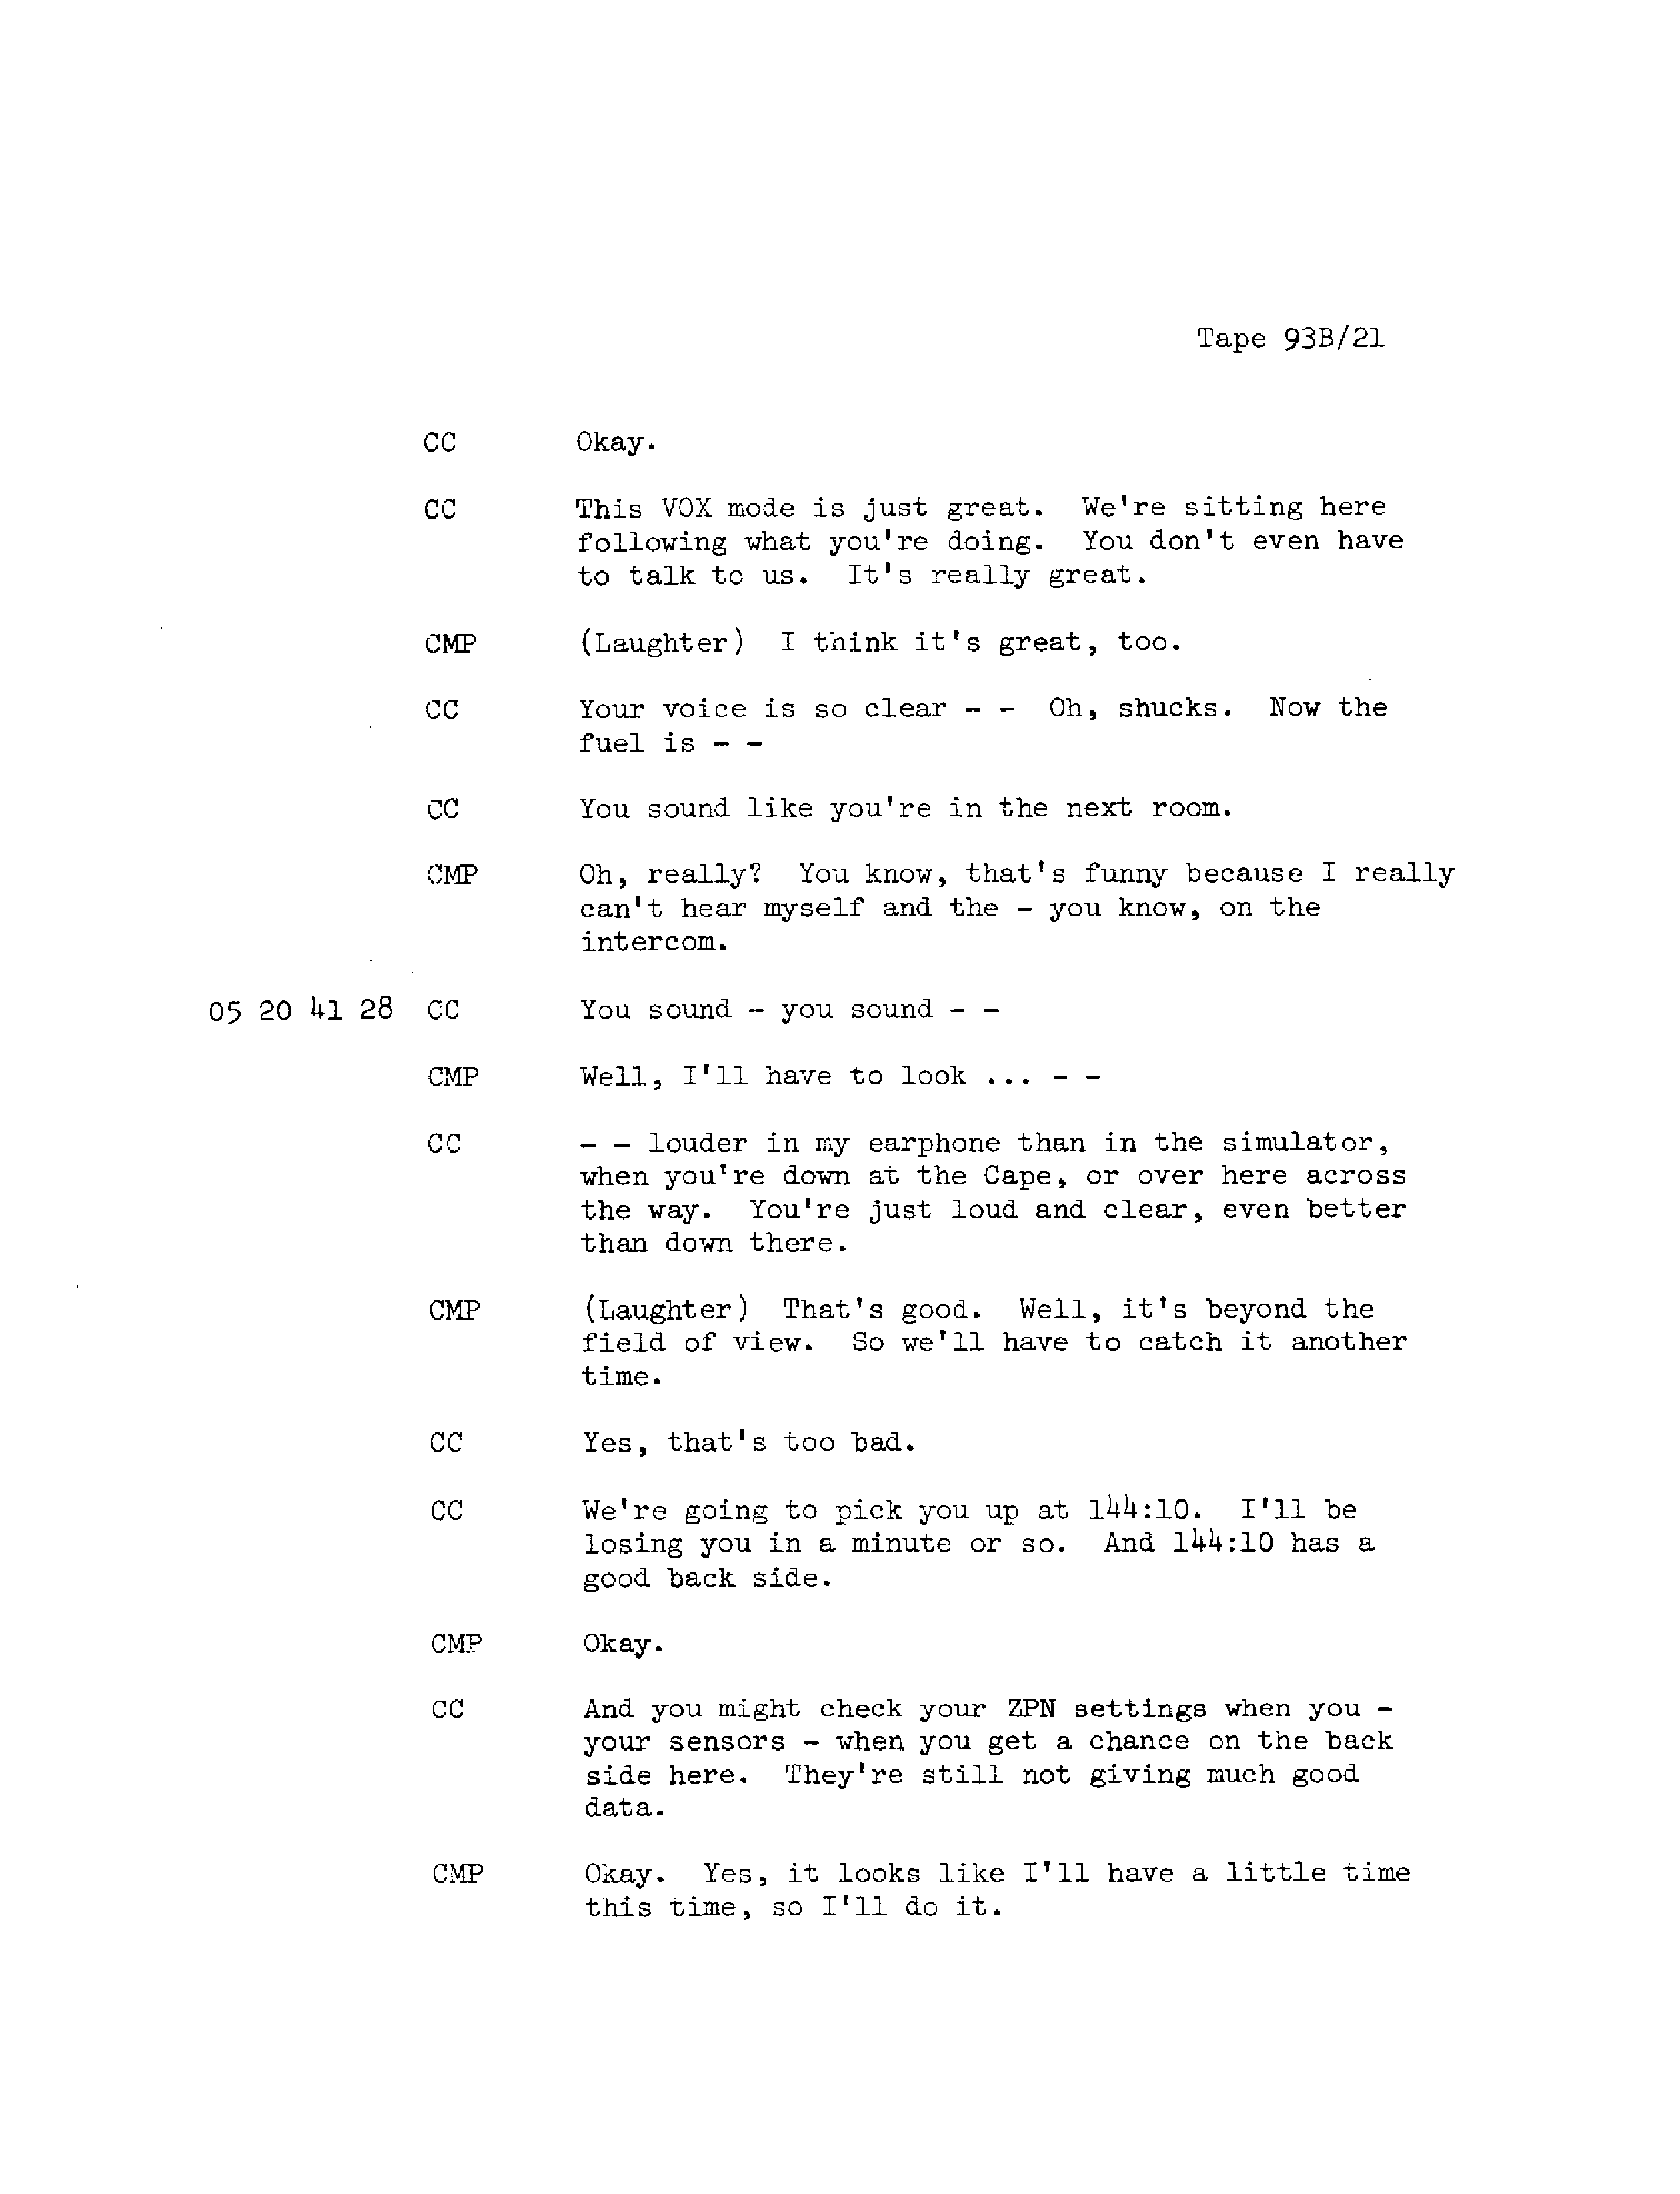 Tape 93B/21
CC Okay.
CC This VOX mode is just great. We're sitting here
following what you're doing. You don't even have
to talk to us. It's really great.
CMP (Laughter) I think it's great, too.
CC Your voice is so clear - - Oh, shucks. Now the
fuel is - -
CC You sound like you're in the next room.
CMP Oh, really? You know, that's funny because I really
can't hear myself and the - you know, on the
intercom.
05 20 41 28 CC You sound - you sound - -
CMP Well, I'll have to look ... - -
CC - - louder in my earphone than in the simulator,
when you're down at the Cape, or over here across
the way. You're just loud and clear, even better
than down there.
CMP (Laughter) That's good. Well, it's beyond the
field of view. So we'll have to catch it another
time.
CC Yes, that's too bad.
CC We're going to pick you up at 144:10. I'll be
losing you in a minute or so. And 144:10 has a
good back side.
CMP Okay.
CC And you might check your ZPN settings when you -
your sensors - when you get a chance on the back
side here. They're still not giving much good
data.
CMP Okay. Yes, it looks like I'll have a little time
this time, so I'll do it.